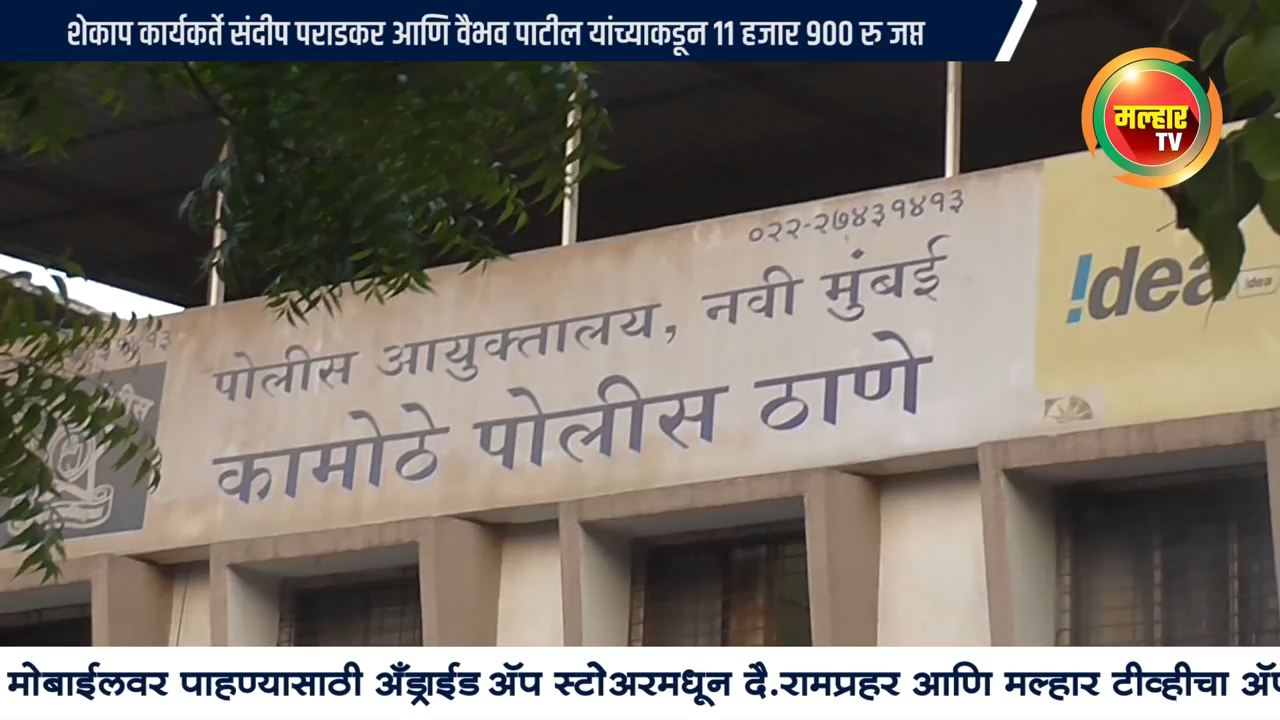 शेकाप कार्यकर्ते संदीप पराडकर आणि वैभव पाटील यांच्याकडून 11 हजार 900 रु जप्त
मल्हार
TV
०२२-२७४३१४१३
पोलीस आयुक्तालय, नवी मुंबई
कामोठे पोलीस ठाणे
!dea
idea
मोबाईलवर पाहण्यासाठी अँड्राईड ॲप स्टोअरमधून दै.रामप्रहर आणि मल्हार टीव्हीचा